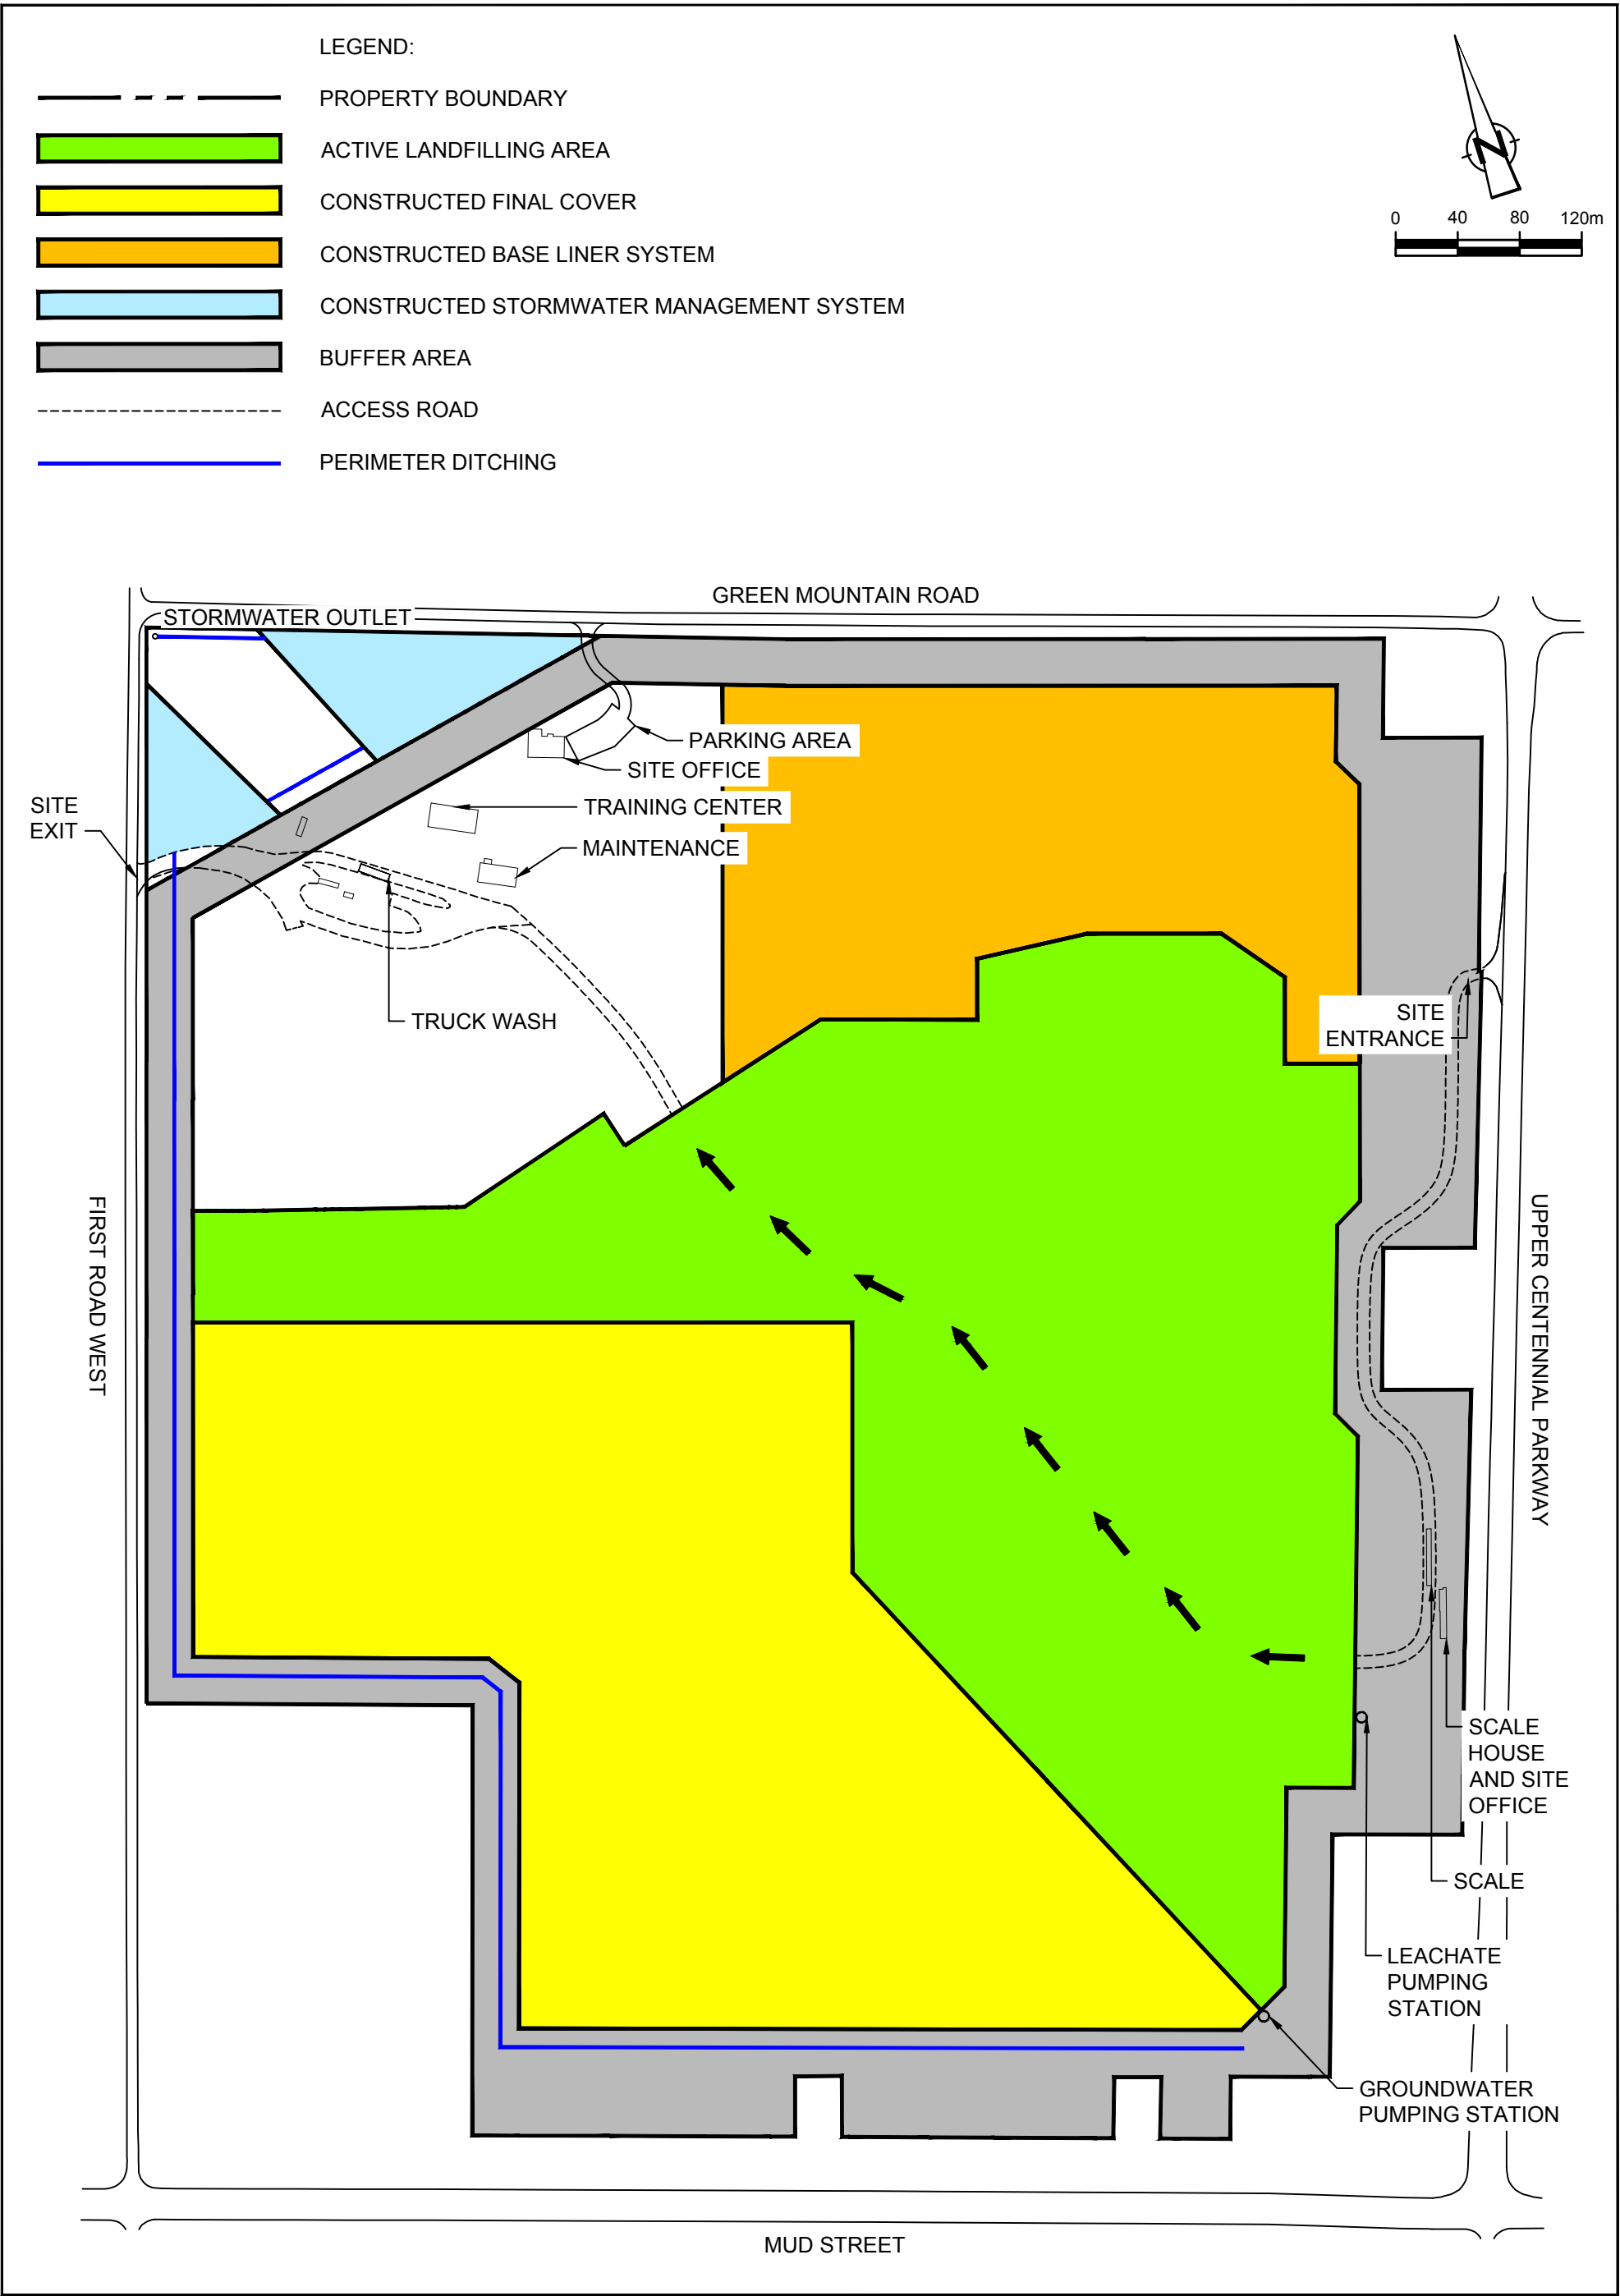 LEGEND:
PROPERTY BOUNDARY
ACTIVE LANDFILLING AREA
CONSTRUCTED FINAL COVER
CONSTRUCTED BASE LINER SYSTEM
CONSTRUCTED STORMWATER MANAGEMENT SYSTEM
BUFFER AREA
ACCESS ROAD
PERIMETER DITCHING
N
0 40 80 120m
GREEN MOUNTAIN ROAD
STORMWATER OUTLET
PARKING AREA
SITE OFFICE
TRAINING CENTER
MAINTENANCE
SITE
EXIT
TRUCK WASH
SITE
ENTRANCE
FIRST ROAD WEST
UPPER CENTENNIAL PARKWAY
SCALE
HOUSE
AND SITE
OFFICE
SCALE
LEACHATE
PUMPING
STATION
GROUNDWATER
PUMPING STATION
MUD STREET